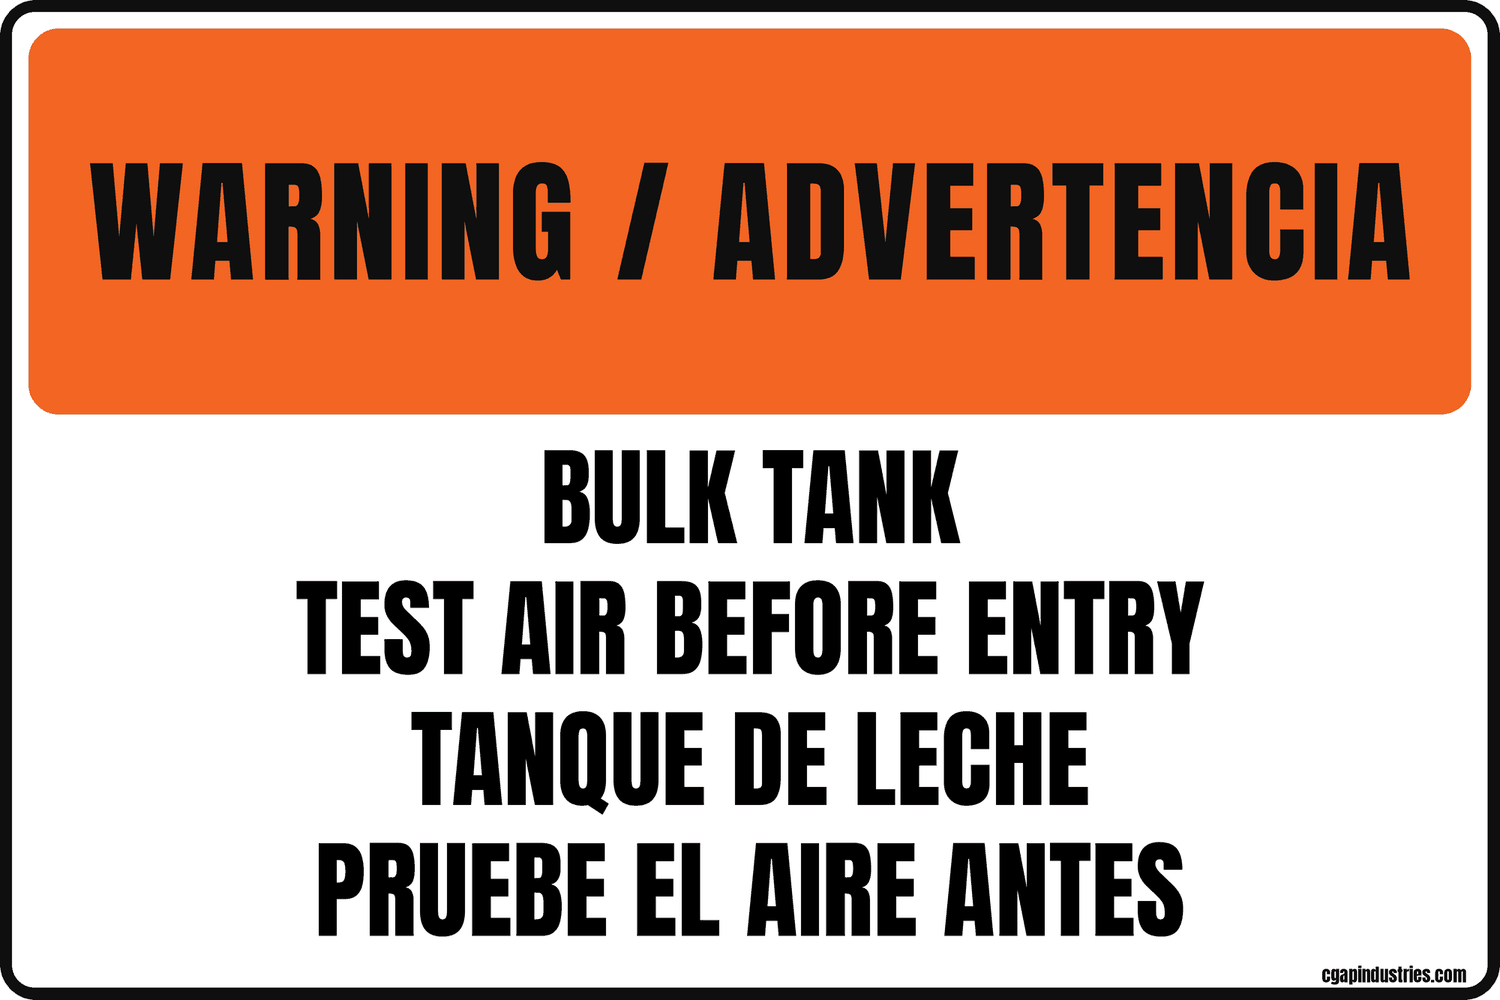 WARNING / ADVERTENCIA
BULK TANK
TEST AIR BEFORE ENTRY
TANQUE DE LECHE
PRUEBE EL AIRE ANTES
cgapindustries.com